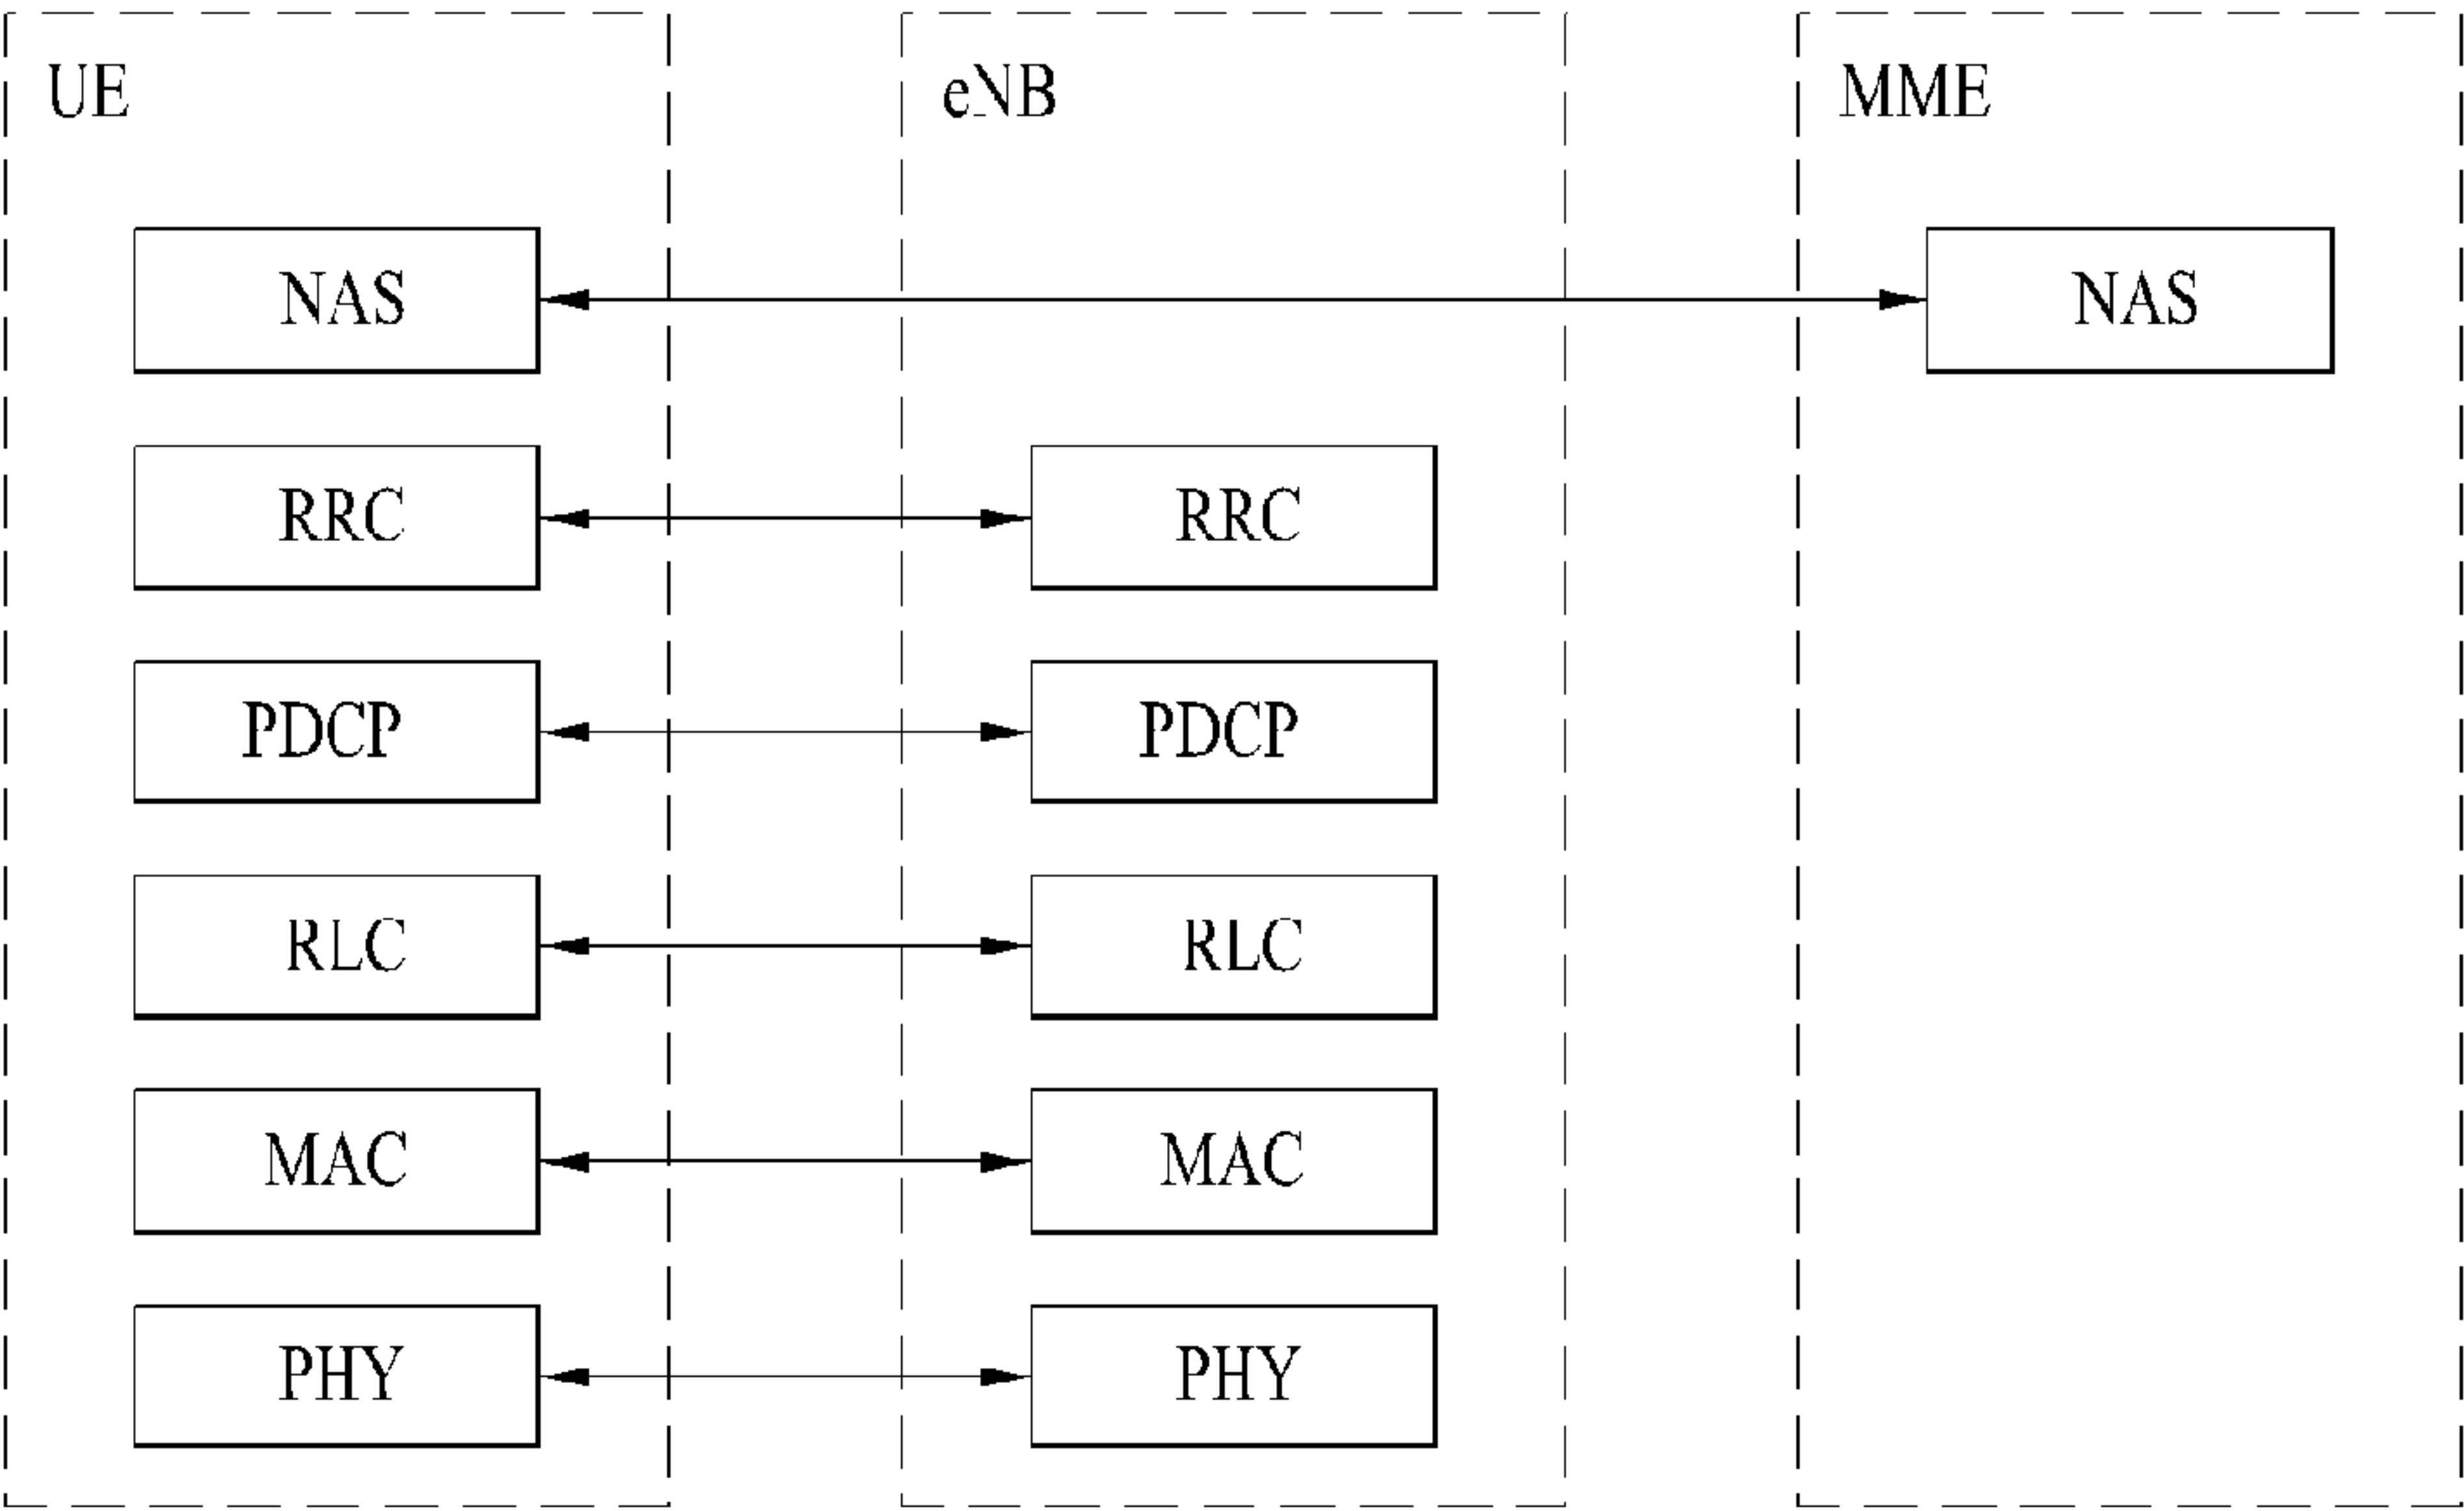 UE eNB MME
NAS NAS
RRC RRC
PDCP PDCP
RLC RLC
MAC MAC
PHY PHY